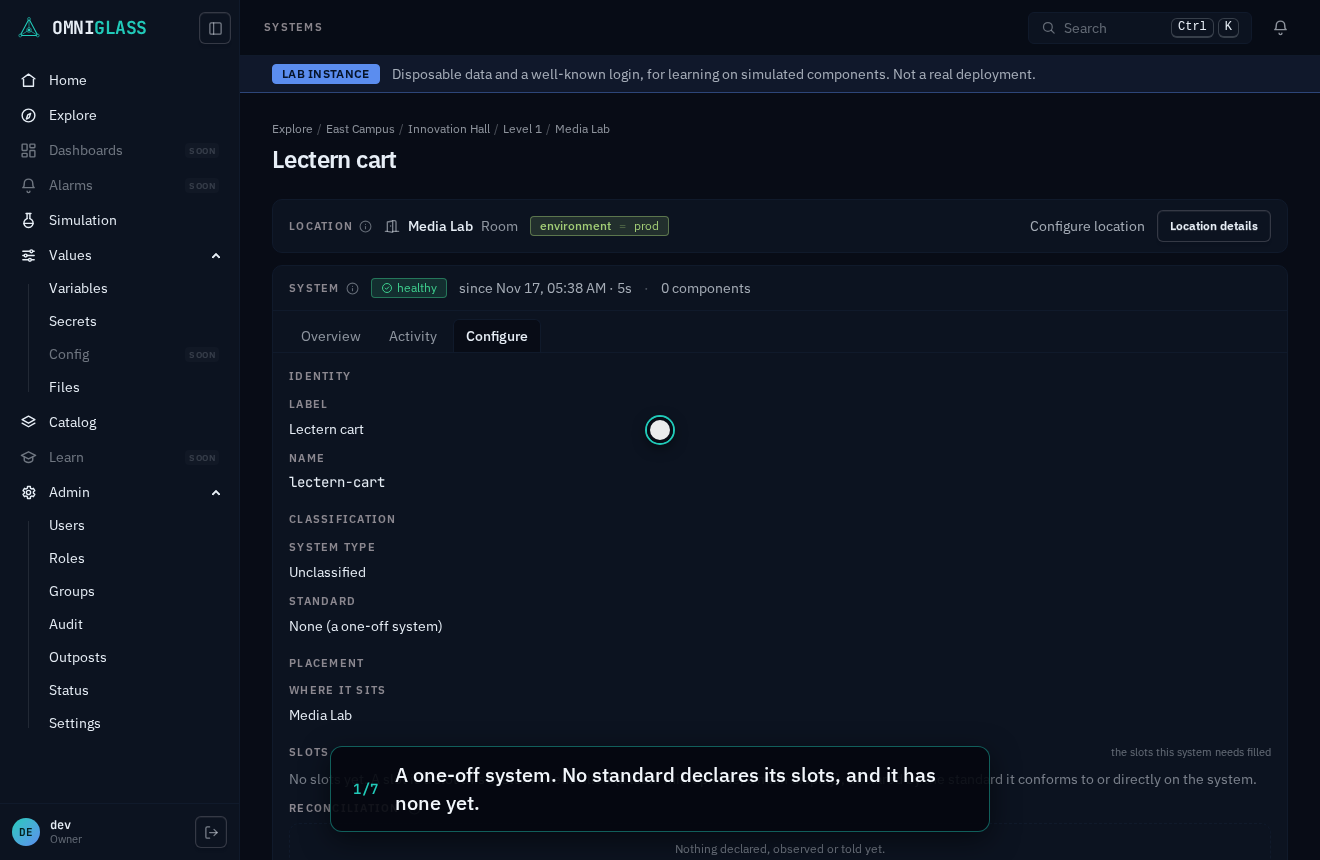 OMNIGLASS
SYSTEMS
Search
Ctrl K
Home
Explore
Dashboards SOON
Alarms SOON
Simulation
Values
Variables
Secrets
Config SOON
Files
Catalog
Learn SOON
Admin
Users
Roles
Groups
Audit
Outposts
Status
Settings
DE
dev
Owner
LAB INSTANCE Disposable data and a well-known login, for learning on simulated components. Not a real deployment.
Explore / East Campus / Innovation Hall / Level 1 / Media Lab
Lectern cart
LOCATION Media Lab Room environment = prod Configure location Location details
SYSTEM healthy since Nov 17, 05:38 AM · 5s · 0 components
Overview Activity Configure
IDENTITY
LABEL
Lectern cart
NAME
lectern-cart
CLASSIFICATION
SYSTEM TYPE
Unclassified
STANDARD
None (a one-off system)
PLACEMENT
WHERE IT SITS
Media Lab
SLOTS the slots this system needs filled
No slots yet. standard it conforms to or directly on the system.
RECONCILIATION
Nothing declared, observed or told yet.
1/7 A one-off system. No standard declares its slots, and it has
none yet.